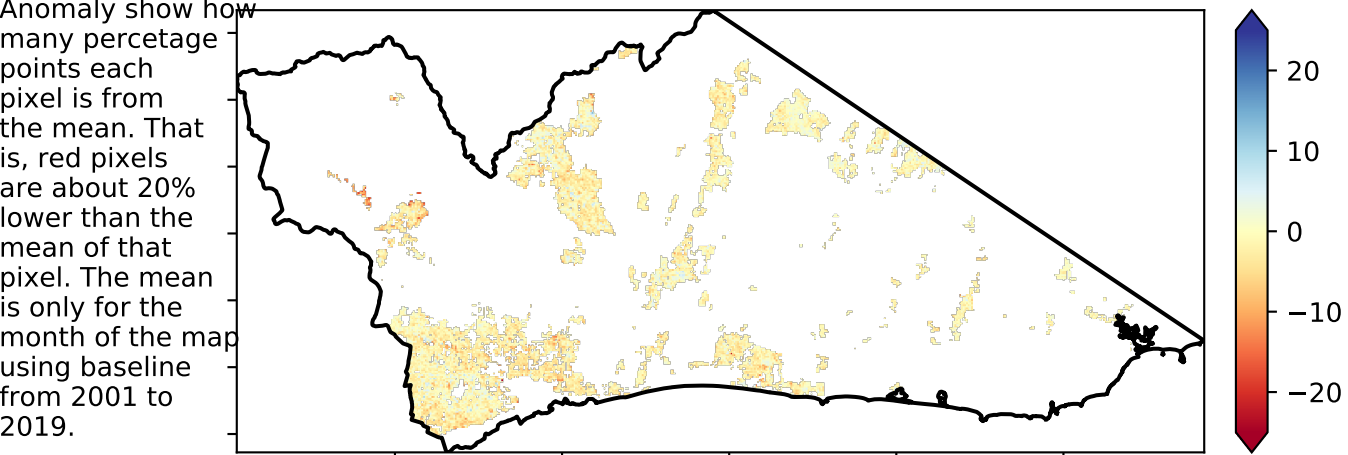 Anomaly show how
many percetage
points each
pixel is from
the mean. That
is, red pixels
are about 20%
lower than the
mean of that
pixel. The mean
is only for the
month of the map
using baseline
from 2001 to
2019.
20
10
0
−10
−20